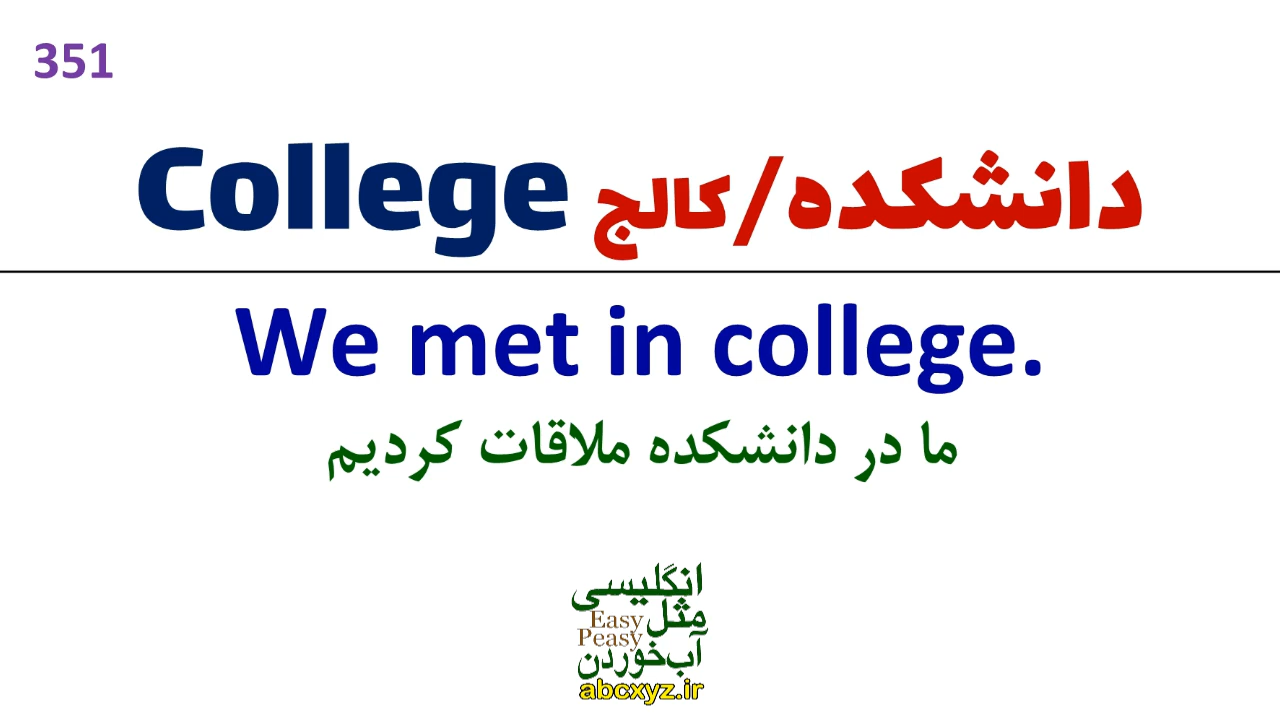 351
College دانشکده/کالج
We met in college.
ما در دانشکده ملاقات کردیم
انگلیسی
مثل
Easy
Peasy
آب‌خوردن
abcxyz.ir